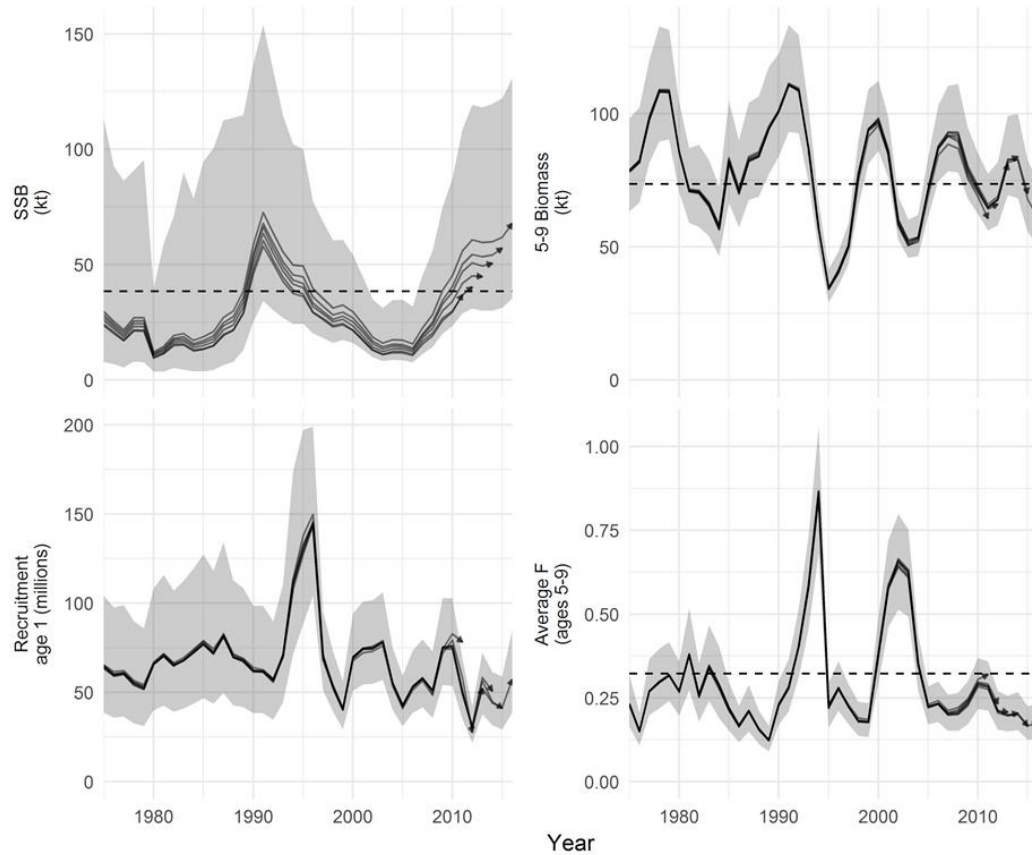 SSB
(kt)
150
100
50
0
5-9 Biomass
(kt)
100
50
0
Recruitment
age 1 (millions)
200
150
100
50
0
1980
1990
2000
2010
Average F
(ages 5-9)
1.00
0.75
0.50
0.25
0.00
1980
1990
2000
2010
Year